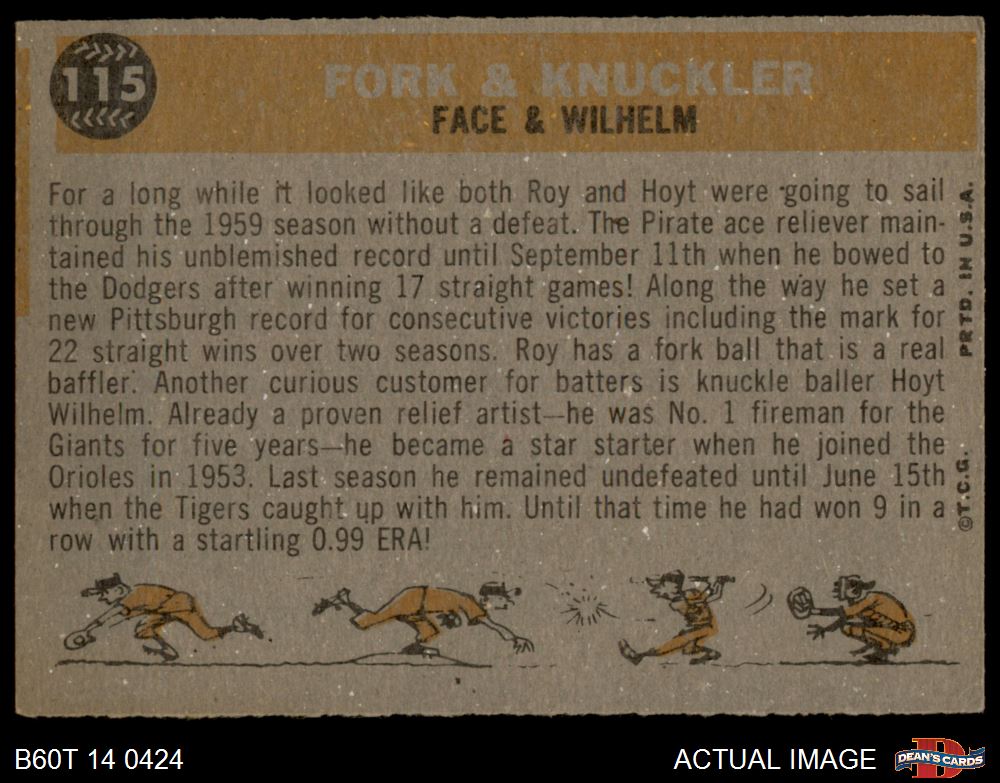 115
FORK & KNUCKLER
FACE & WILHELM
For a long while it looked like both Roy and Hoyt were going to sail
through the 1959 season without a defeat. The Pirate ace reliever main-
tained his unblemished record until September 11th when he bowed to
the Dodgers after winning 17 straight games! Along the way he set a
new Pittsburgh record for consecutive victories including the mark for
22 straight wins over two seasons. Roy has a fork ball that is a real
baffler. Another curious customer for batters is knuckle baller Hoyt
Wilhelm. Already a proven relief artist—he was No. 1 fireman for the
Giants for five years—he became a star starter when he joined the
Orioles in 1953. Last season he remained undefeated until June 15th
when the Tigers caught up with him. Until that time he had won 9 in a
row with a startling 0.99 ERA!
©T.C.G. PRTD. IN U.S.A.
B60T 14 0424
ACTUAL IMAGE
D
DEAN'S CARDS